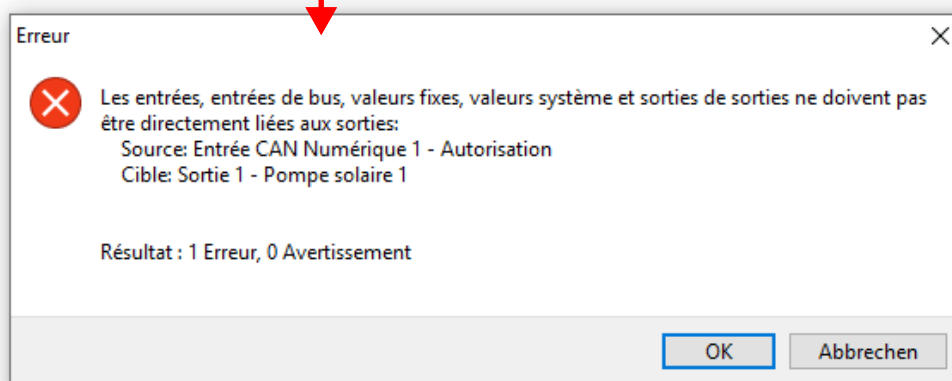 Erreur
Les entrées, entrées de bus, valeurs fixes, valeurs système et sorties de sorties ne doivent pas
être directement liées aux sorties:
Source: Entrée CAN Numérique 1 - Autorisation
Cible: Sortie 1 - Pompe solaire 1
Résultat : 1 Erreur, 0 Avertissement
OK
Abbrechen